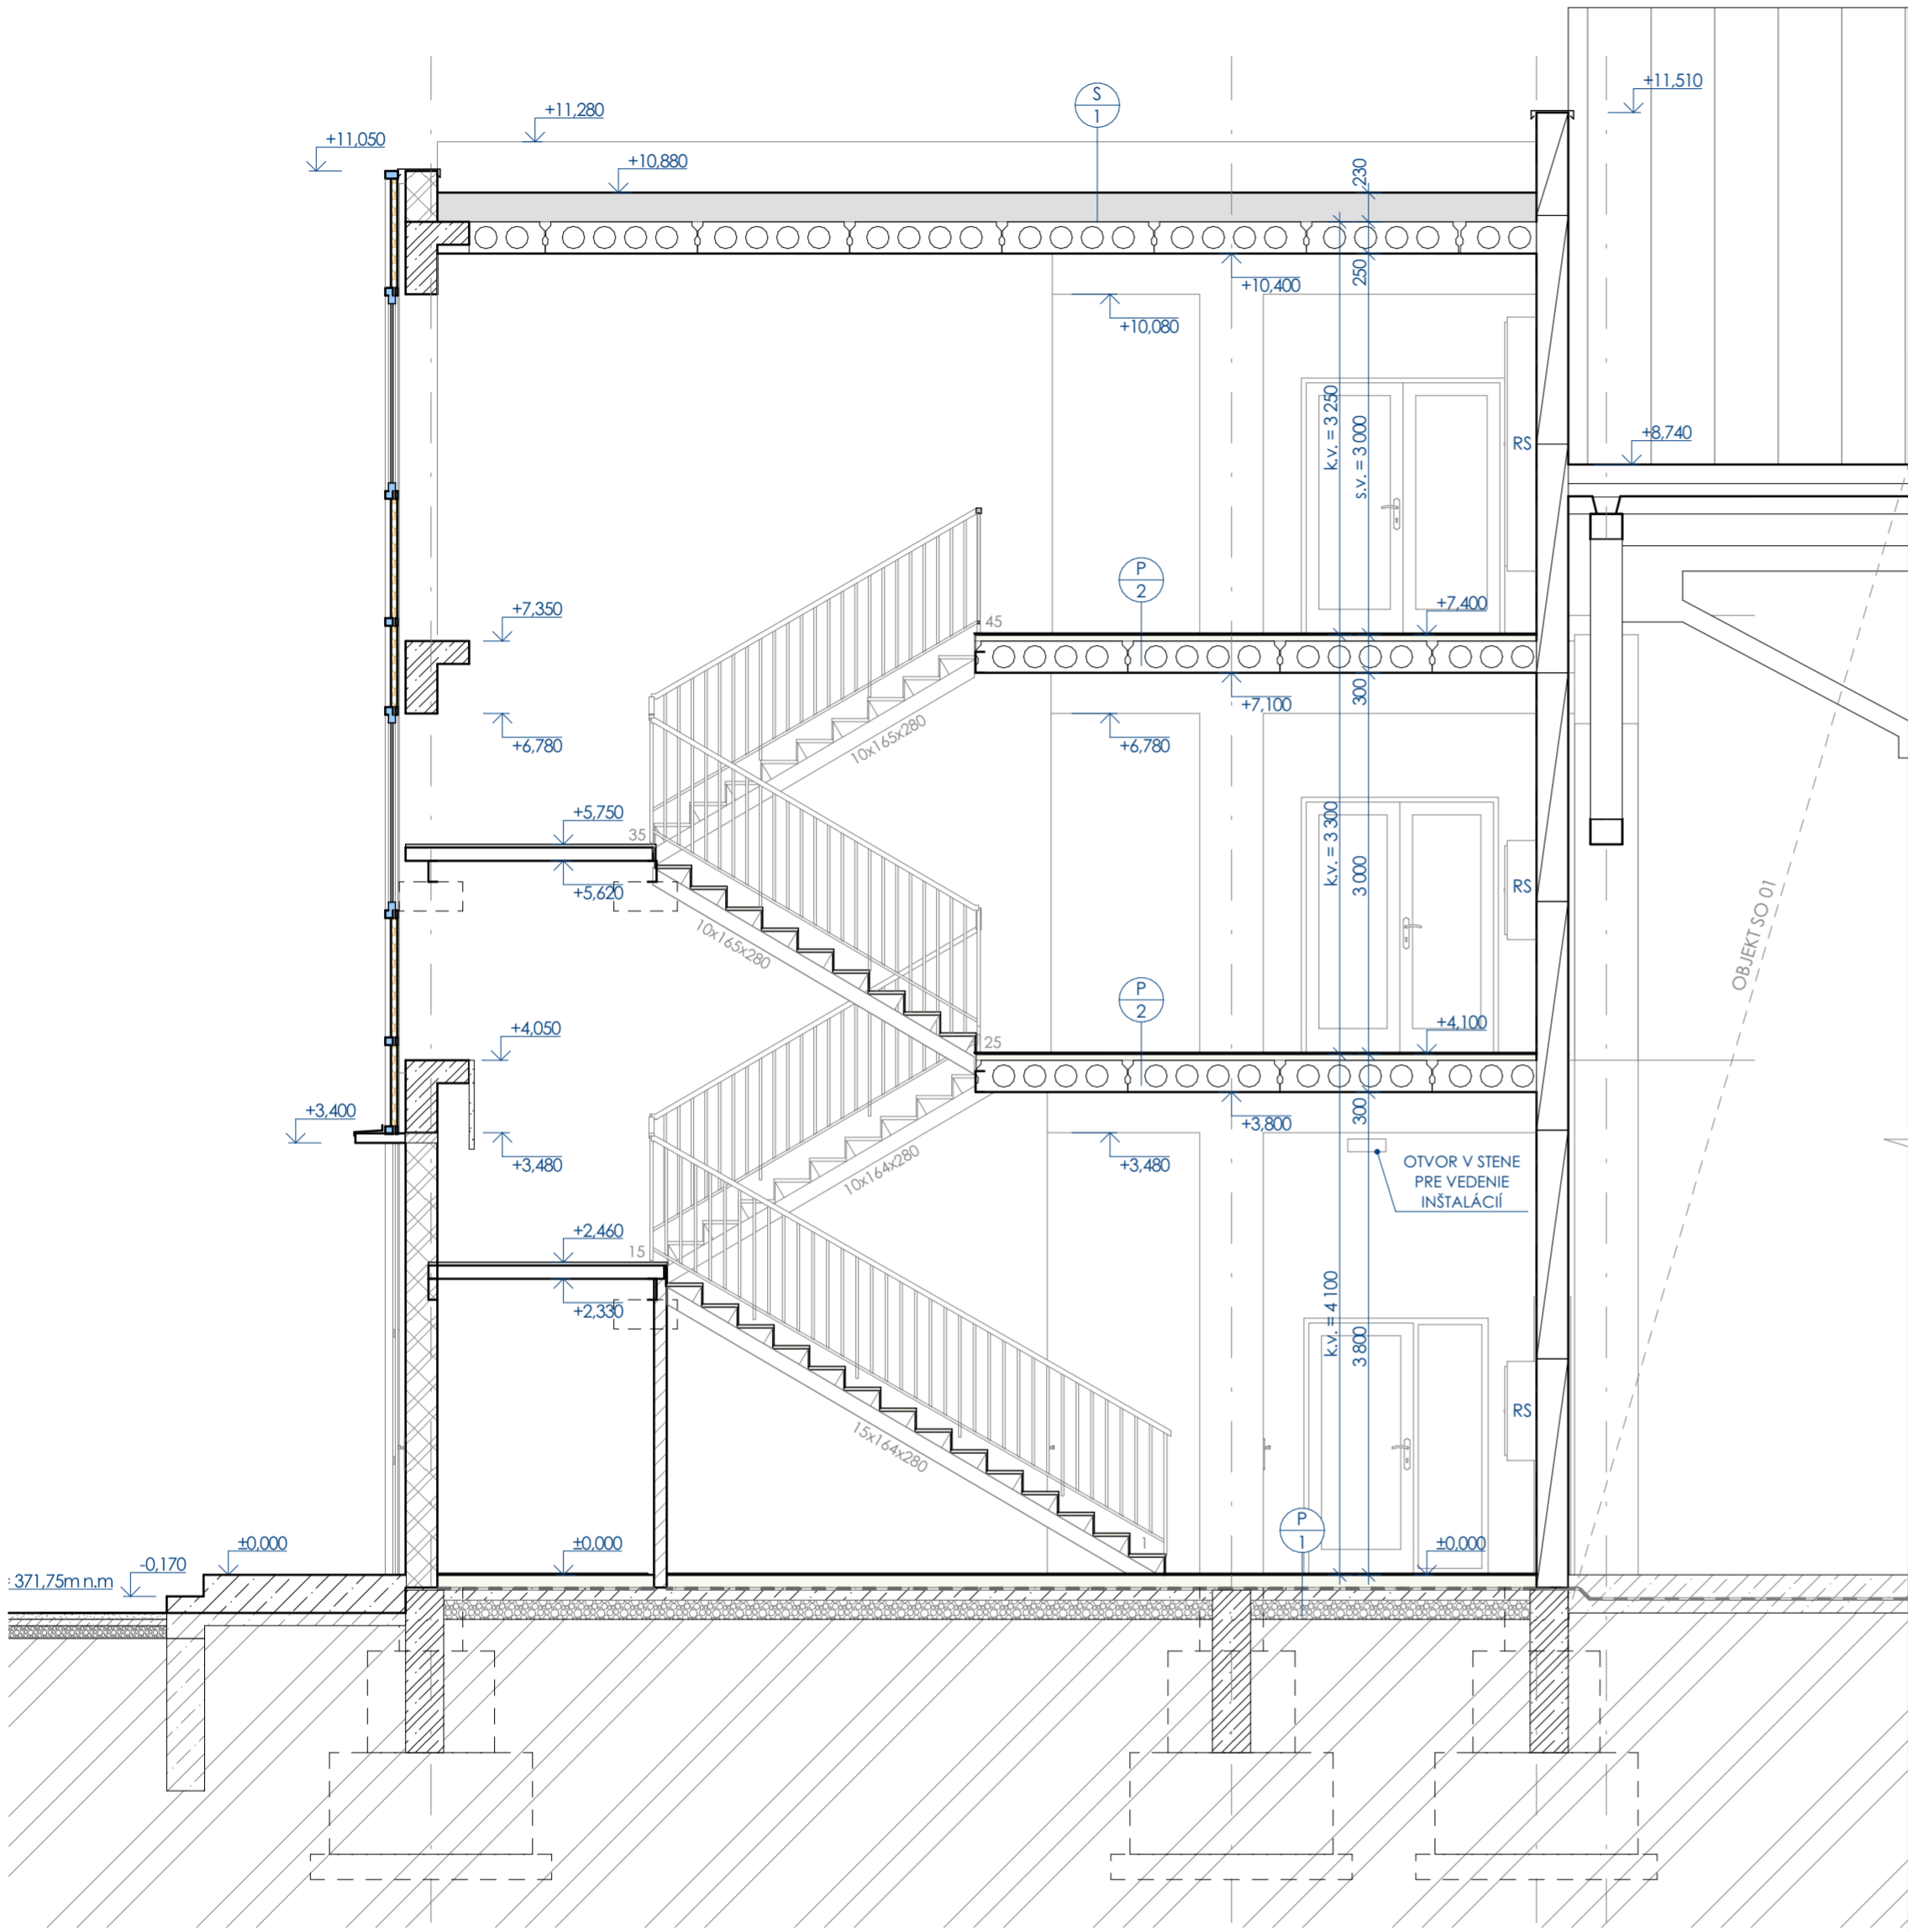 +11,510
S
1
+11,280
+11,050
+10,880
230
250
+10,400
+10,080
k.v. = 3 250
s.v. = 3 000
RS
+8,740
P
2
+7,350
45
+7,400
300
+7,100
+6,780
+6,780
10x165x280
+5,750
35
+5,620
k.v. = 3 300
3 000
RS
OBJEKT SO 01
10x165x280
P
2
+4,050
25
+4,100
300
+3,800
+3,400
+3,480
+3,480
10x164x280
OTVOR V STENE
PRE VEDENIE
INŠTALÁCIÍ
+2,460
15
+2,330
k.v. = 4 100
3 800
RS
15x164x280
P
1
1
±0,000
±0,000
±0,000
-0,170
371,75m n.m